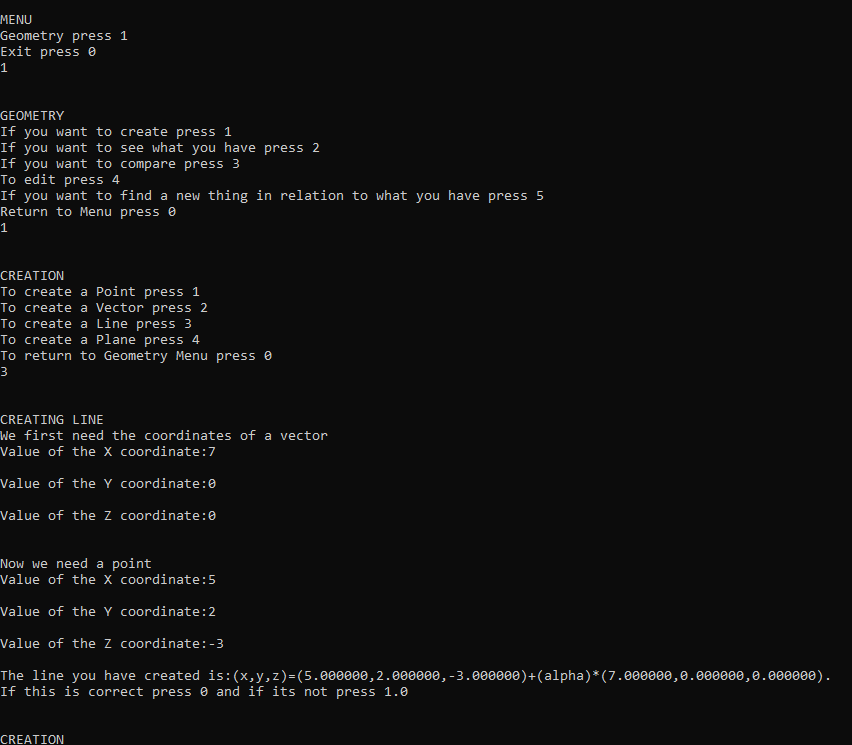 MENU
Geometry press 1
Exit press 0
1
GEOMETRY
If you want to create press 1
If you want to see what you have press 2
If you want to compare press 3
To edit press 4
If you want to find a new thing in relation to what you have press 5
Return to Menu press 0
1
CREATION
To create a Point press 1
To create a Vector press 2
To create a Line press 3
To create a Plane press 4
To return to Geometry Menu press 0
3
CREATING LINE
We first need the coordinates of a vector
Value of the X coordinate:7
Value of the Y coordinate:0
Value of the Z coordinate:0
Now we need a point
Value of the X coordinate:5
Value of the Y coordinate:2
Value of the Z coordinate:-3
The line you have created is:(x,y,z)=(5.000000,2.000000,-3.000000)+(alpha)*(7.000000,0.000000,0.000000).
If this is correct press 0 and if its not press 1.0
CREATION